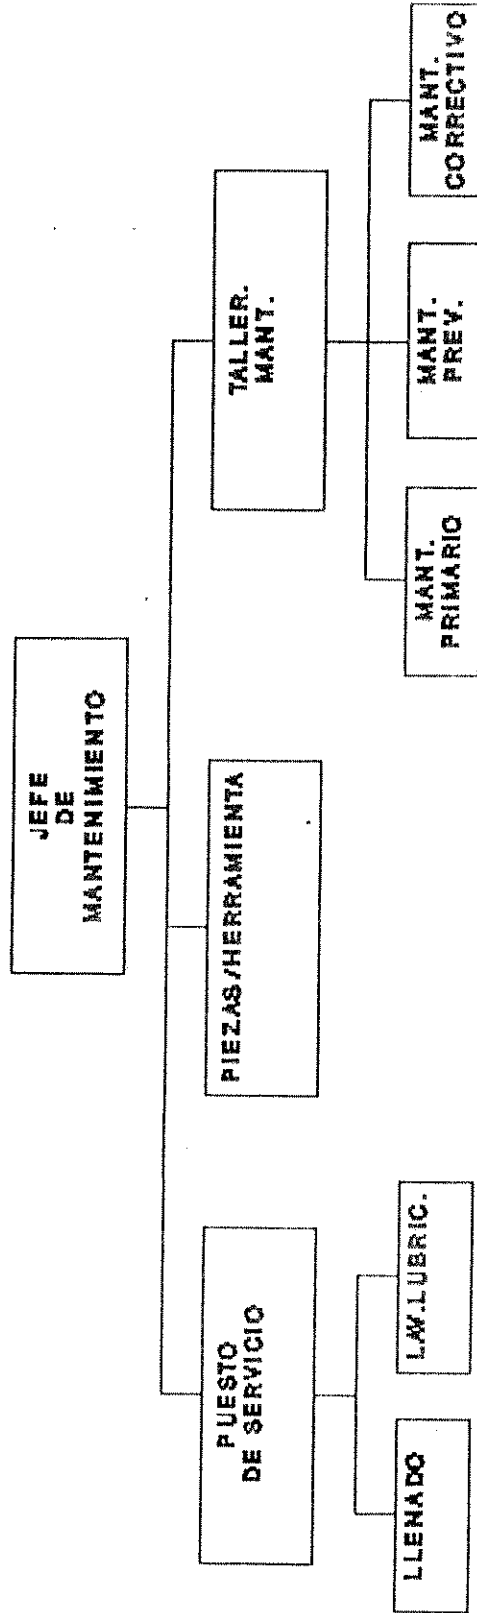 JEFE
DE
MANTENIMIENTO
PUESTO
DE SERVICIO
PIEZAS/HERRAMIENTA
TALLER.
MANT.
LLENADO
LAV.LUBRIC.
MANT.
PRIMARIO
MANT.
PREV.
MANT.
CORRECTIVO